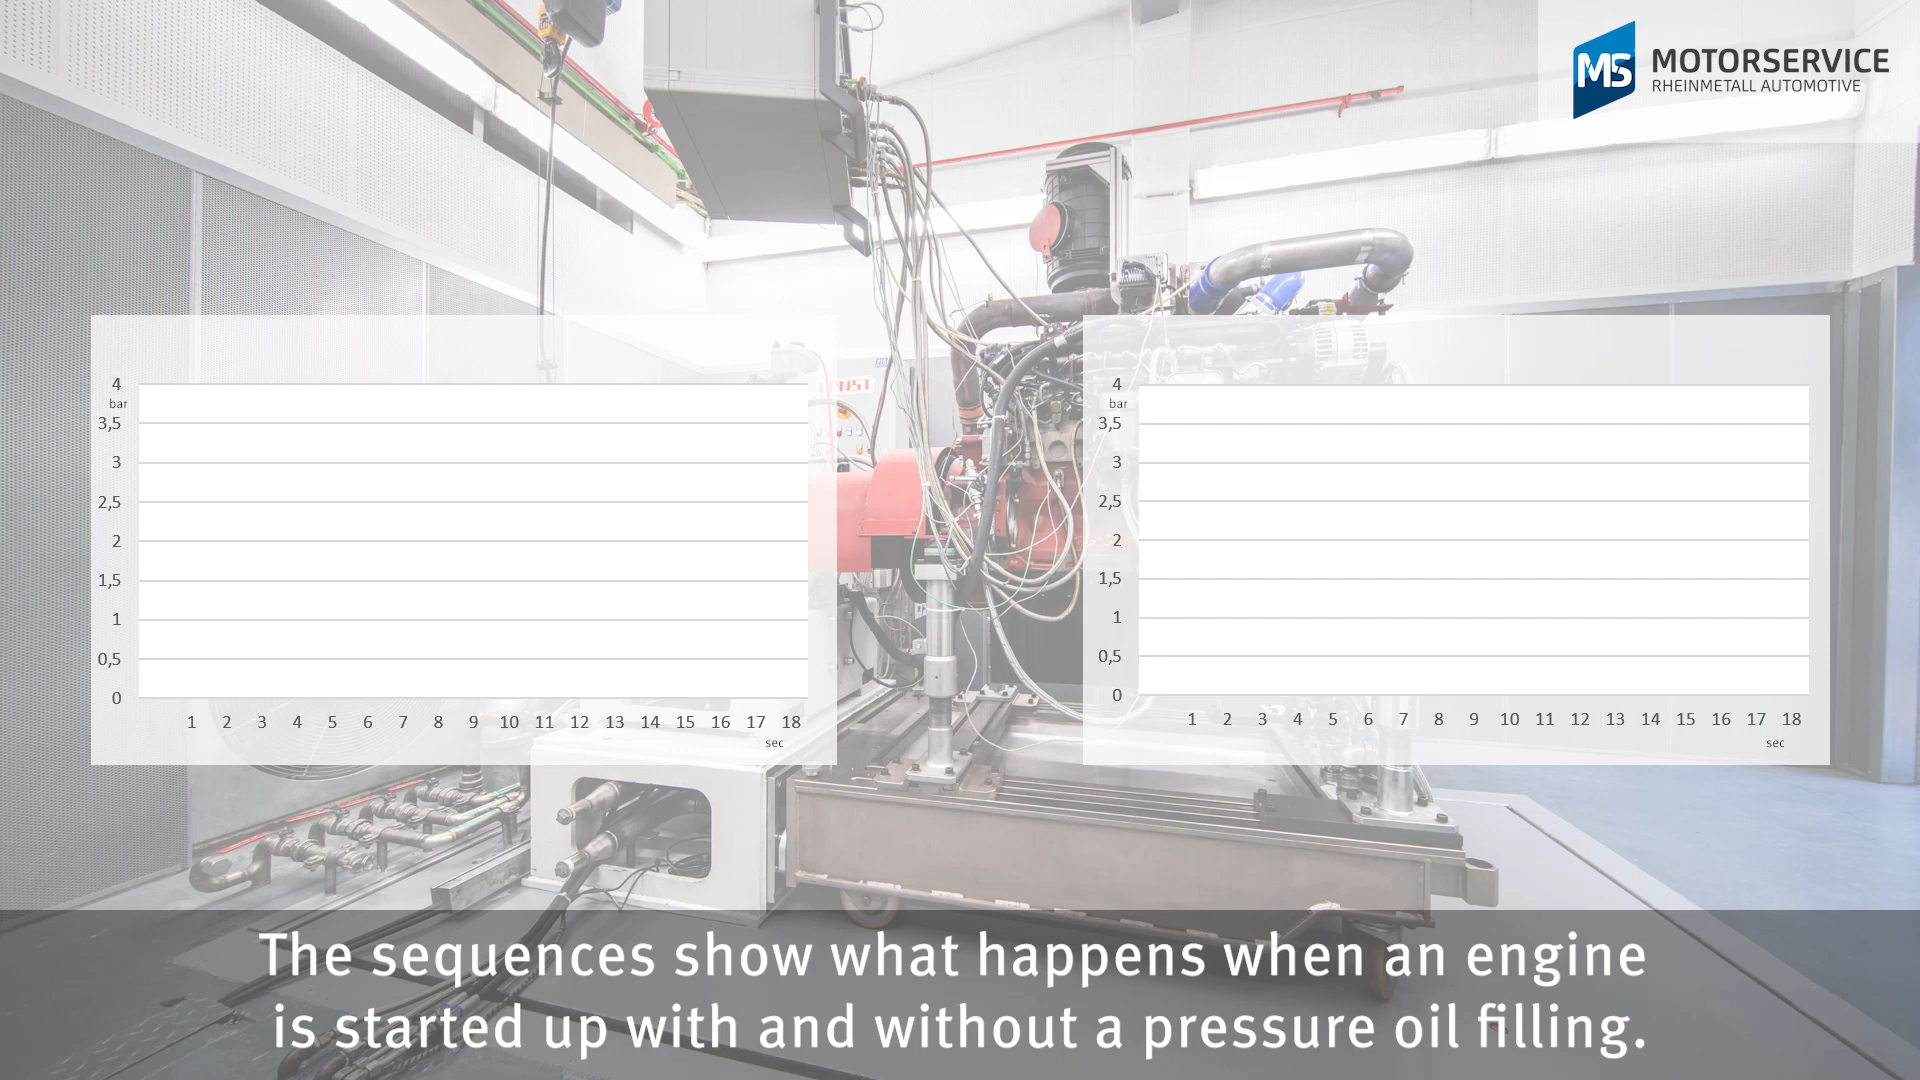 MS MOTORSERVICE
RHEINMETALL AUTOMOTIVE
4
bar
3,5
3
2,5
2
1,5
1
0,5
0
1 2 3 4 5 6 7 8 9 10 11 12 13 14 15 16 17 18
sec
4
bar
3,5
3
2,5
2
1,5
1
0,5
0
1 2 3 4 5 6 7 8 9 10 11 12 13 14 15 16 17 18
sec
The sequences show what happens when an engine
is started up with and without a pressure oil filling.